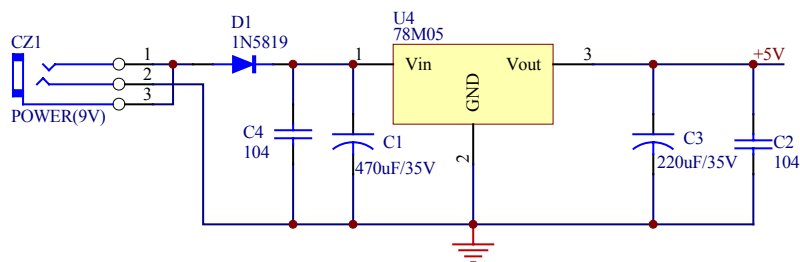 CZ1
1
2
3
POWER(9V)
D1
1N5819
C4
104
C1
470uF/35V
U4
78M05
1
Vin
Vout
3
GND
2
+5V
C3
220uF/35V
C2
104